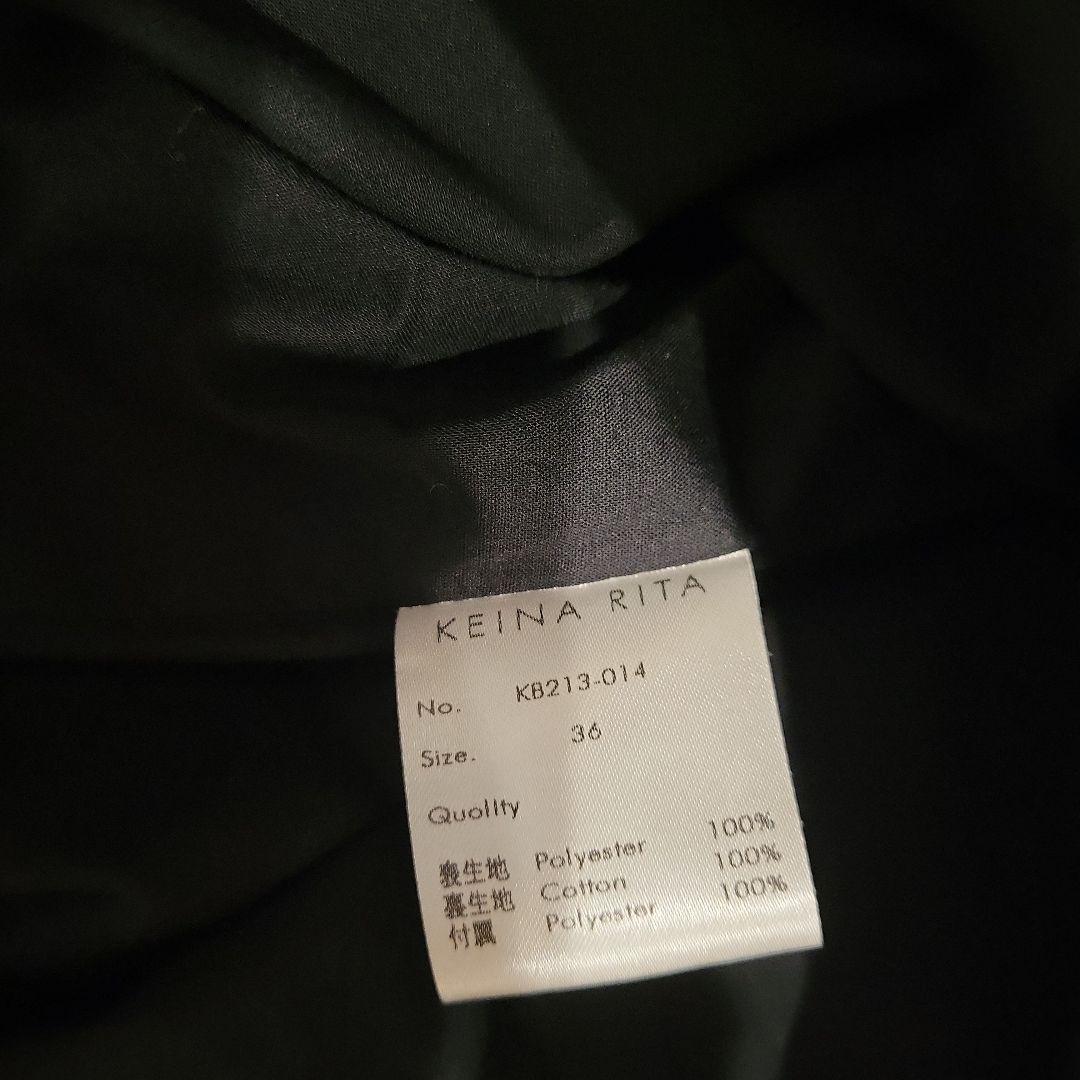 KEINA RITA
No. KB213-014
Size. 36
Quality
表生地 Polyester 100%
裏生地 Cotton 100%
付属 Polyester 100%